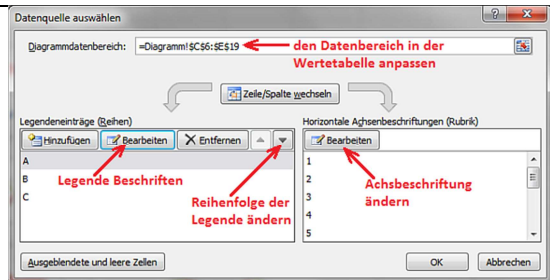 Datenquelle auswählen
Diagrammdatenbereich: =Diagramm!$C$6:$E$19
den Datenbereich in der
Wertetabelle anpassen
Zeile/Spalte wechseln
Legendeneinträge (Reihen)
Horizontale Achsenbeschriftungen (Rubrik)
Hinzufügen Bearbeiten Entfernen
Bearbeiten
A
B
C
1
2
3
4
5
Legende Beschriften
Reihenfolge der
Legende ändern
Achsbeschriftung
ändern
Ausgeblendete und leere Zellen
OK Abbrechen